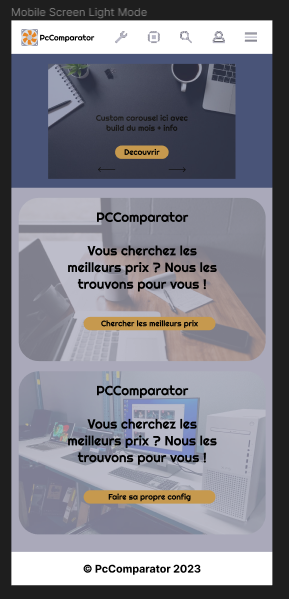 Mobile Screen Light Mode
PcComparator
Custom carousel ici avec
build du mois + info
Decouvrir
PCComparator
Vous cherchez les
meilleurs prix ? Nous les
trouvons pour vous !
Chercher les meilleurs prix
PCComparator
Vous cherchez les
meilleurs prix ? Nous les
trouvons pour vous !
Faire sa propre config
© PcComparator 2023